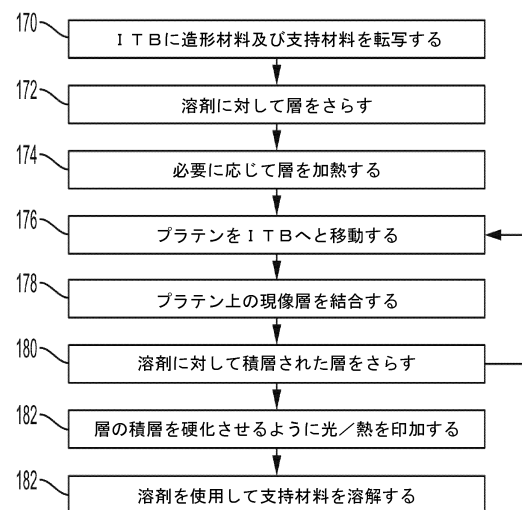 170
ＩＴＢに造形材料及び支持材料を転写する
172
溶剤に対して層をさらす
174
必要に応じて層を加熱する
176
プラテンをＩＴＢへと移動する
178
プラテン上の現像層を結合する
180
溶剤に対して積層された層をさらす
182
層の積層を硬化させるように光／熱を印加する
182
溶剤を使用して支持材料を溶解する